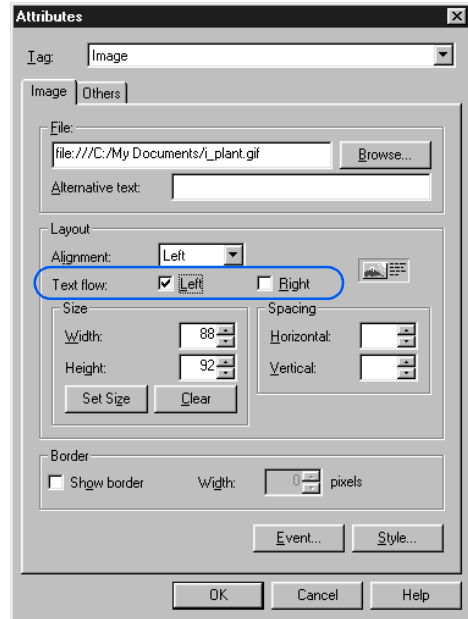 Attributes
Tag: Image
Image Others
File:
file:///C:/My Documents/i_plant.gif Browse...
Alternative text:
Layout
Alignment: Left
Text flow: Left Right
Size Spacing
Width: 88 Horizontal:
Height: 92 Vertical:
Set Size Clear
Border
Show border Width: 0 pixels
Event... Style...
OK Cancel Help